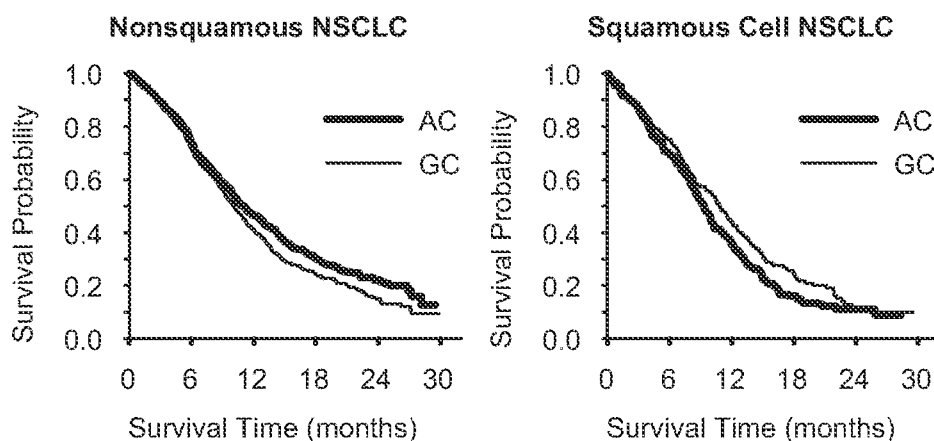 Nonsquamous NSCLC
Survival Probability
1.0
0.8
0.6
0.4
0.2
0.0
AC
GC
0 6 12 18 24 30
Survival Time (months)
Squamous Cell NSCLC
Survival Probability
1.0
0.8
0.6
0.4
0.2
0.0
AC
GC
0 6 12 18 24 30
Survival Time (months)